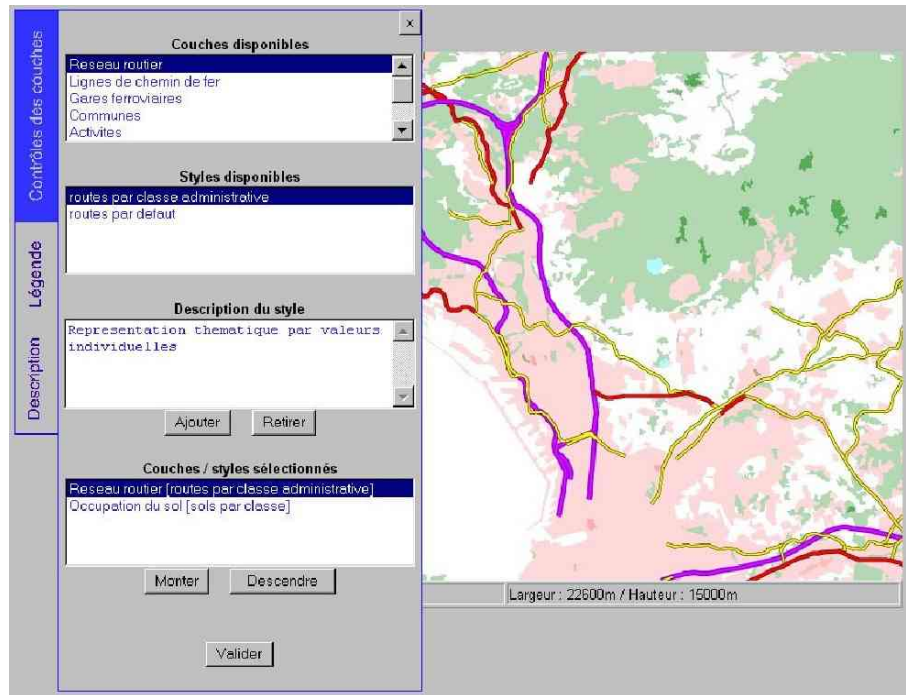 Contrôles des couches
Légende
Description
x
Couches disponibles
Reseau routier
Lignes de chemin de fer
Gares ferroviaires
Communes
Activites
Styles disponibles
routes par classe administrative
routes par defaut
Description du style
Representation thematique par valeurs
individuelles
Ajouter Retirer
Couches / styles sélectionnés
Reseau routier [routes par classe administrative]
Occupation du sol [sols par classe]
Monter Descendre
Valider
Largeur : 22600m / Hauteur : 15000m